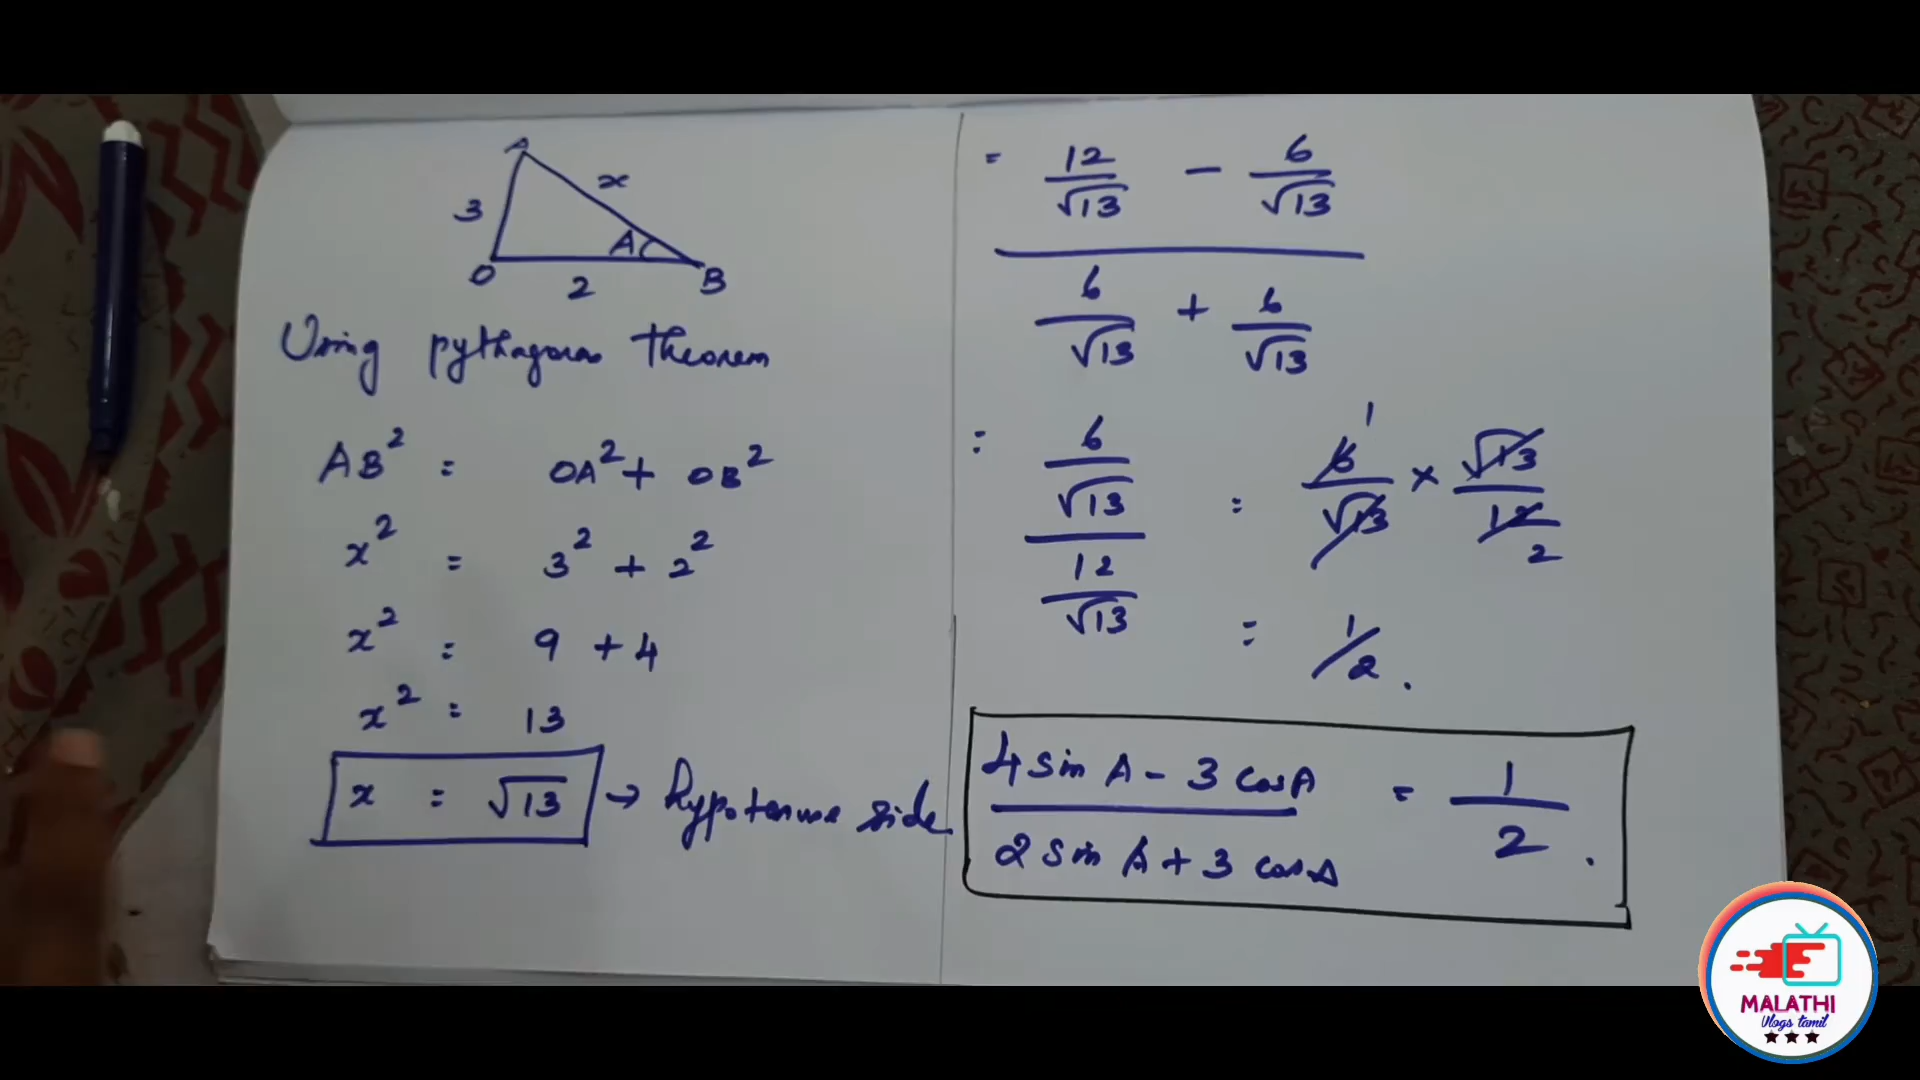 A
3 x
A
O 2 B
Using pythagoras theorem
AB² = OA² + OB²
x² = 3² + 2²
x² = 9 + 4
x² = 13
x = √13 → hypotenuse side
= 12/√13 - 6/√13
6/√13 + 6/√13
= 6/√13 = 6/√13 × √13/12
1
2
12/√13
= 1/2.
4 sin A - 3 cos A = 1
2 sin A + 3 cos A 2.
MALATHI
Vlogs tamil